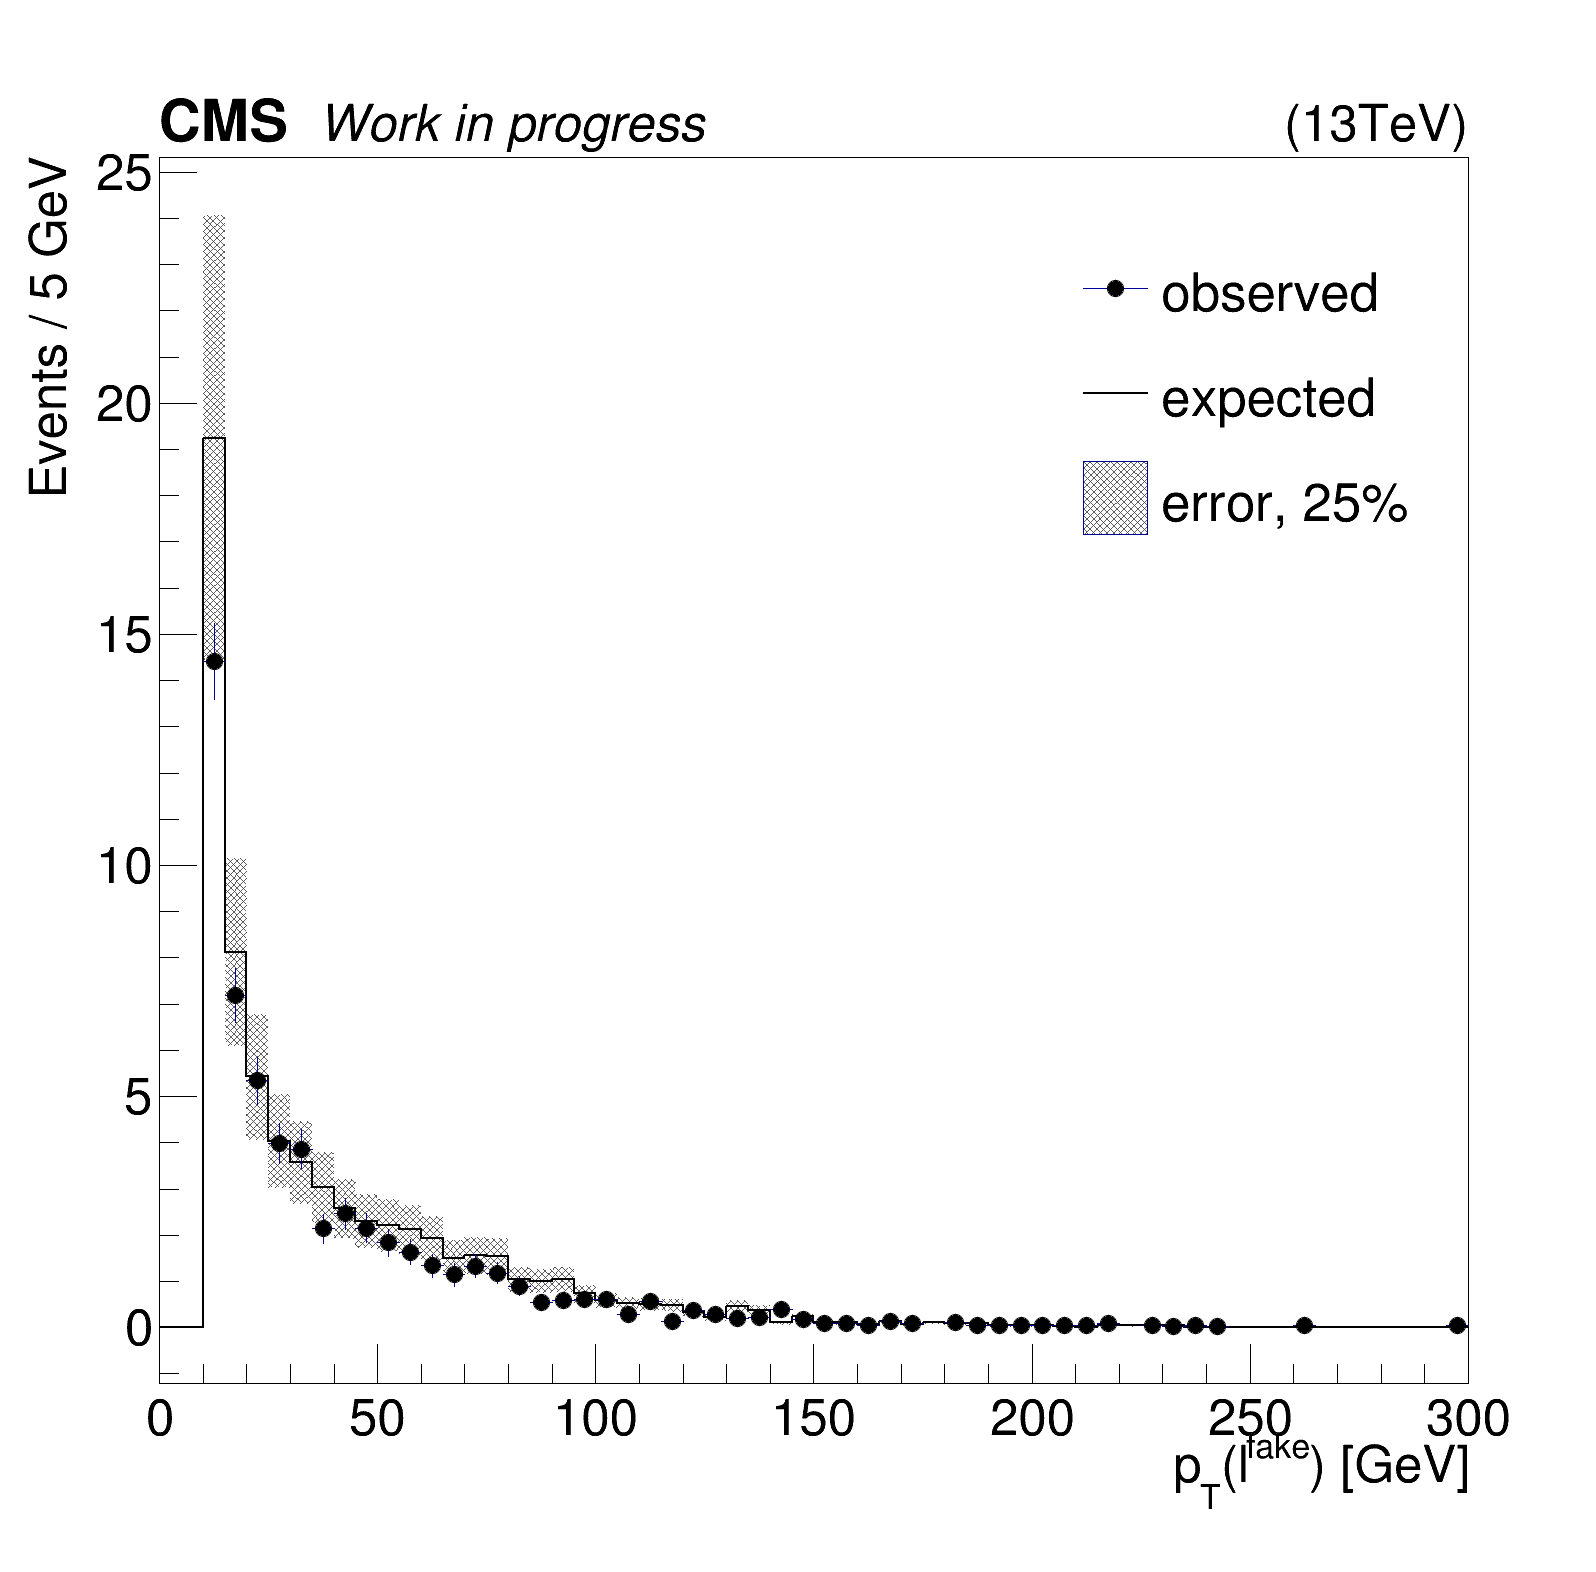 CMS Work in progress (13TeV)
Events / 5 GeV
25
20
15
10
5
0
observed
expected
error, 25%
0 50 100 150 200 250 300
p_T(l^fake) [GeV]